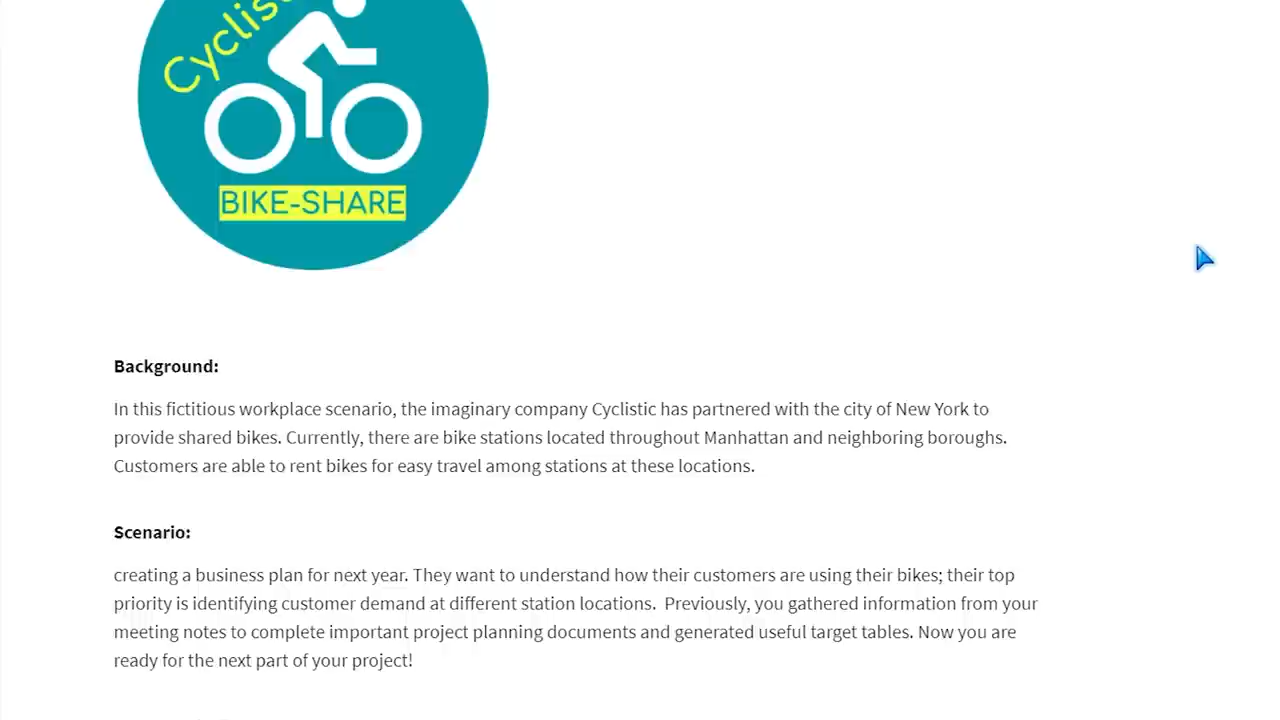 BIKE-SHARE
Background:
In this fictitious workplace scenario, the imaginary company Cyclistic has partnered with the city of New York to
provide shared bikes. Currently, there are bike stations located throughout Manhattan and neighboring boroughs.
Customers are able to rent bikes for easy travel among stations at these locations.
Scenario:
creating a business plan for next year. They want to understand how their customers are using their bikes; their top
priority is identifying customer demand at different station locations.  Previously, you gathered information from your
meeting notes to complete important project planning documents and generated useful target tables. Now you are
ready for the next part of your project!